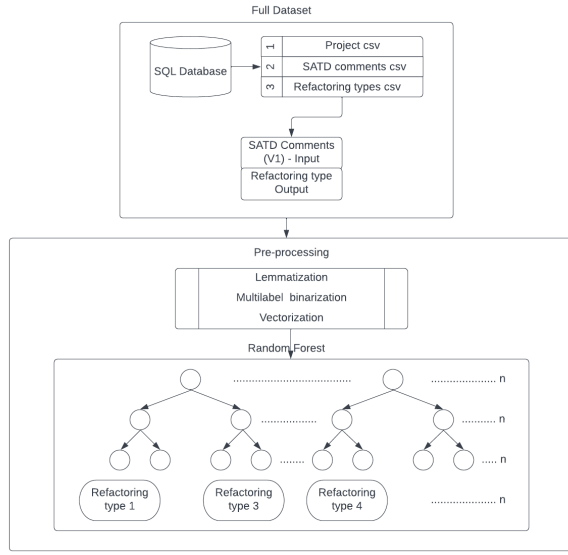 Full Dataset
SQL Database
1 Project csv
2 SATD comments csv
3 Refactoring types csv
SATD Comments
(V1) - Input
Refactoring type
Output
Pre-processing
Lemmatization
Multilabel binarization
Vectorization
Random Forest
................................... n
.................... n
........ ..... n
Refactoring
type 1
Refactoring
type 3
Refactoring
type 4
.................... n